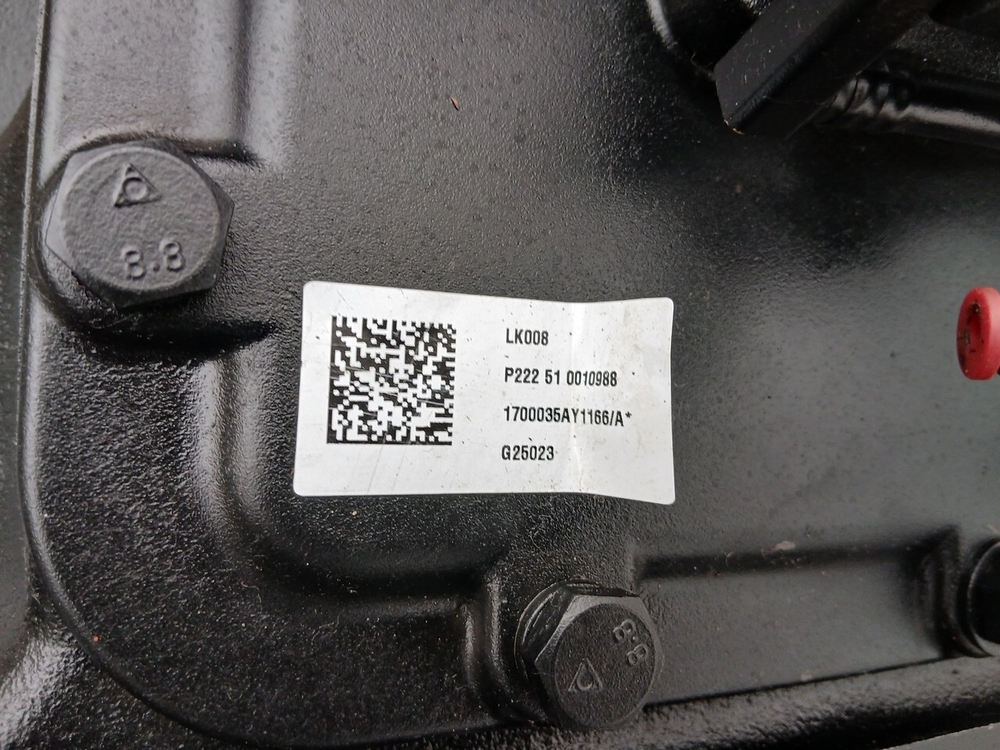 8.8
LK008
P222 51 0010988
1700035AY1166/A*
G25023
8.8